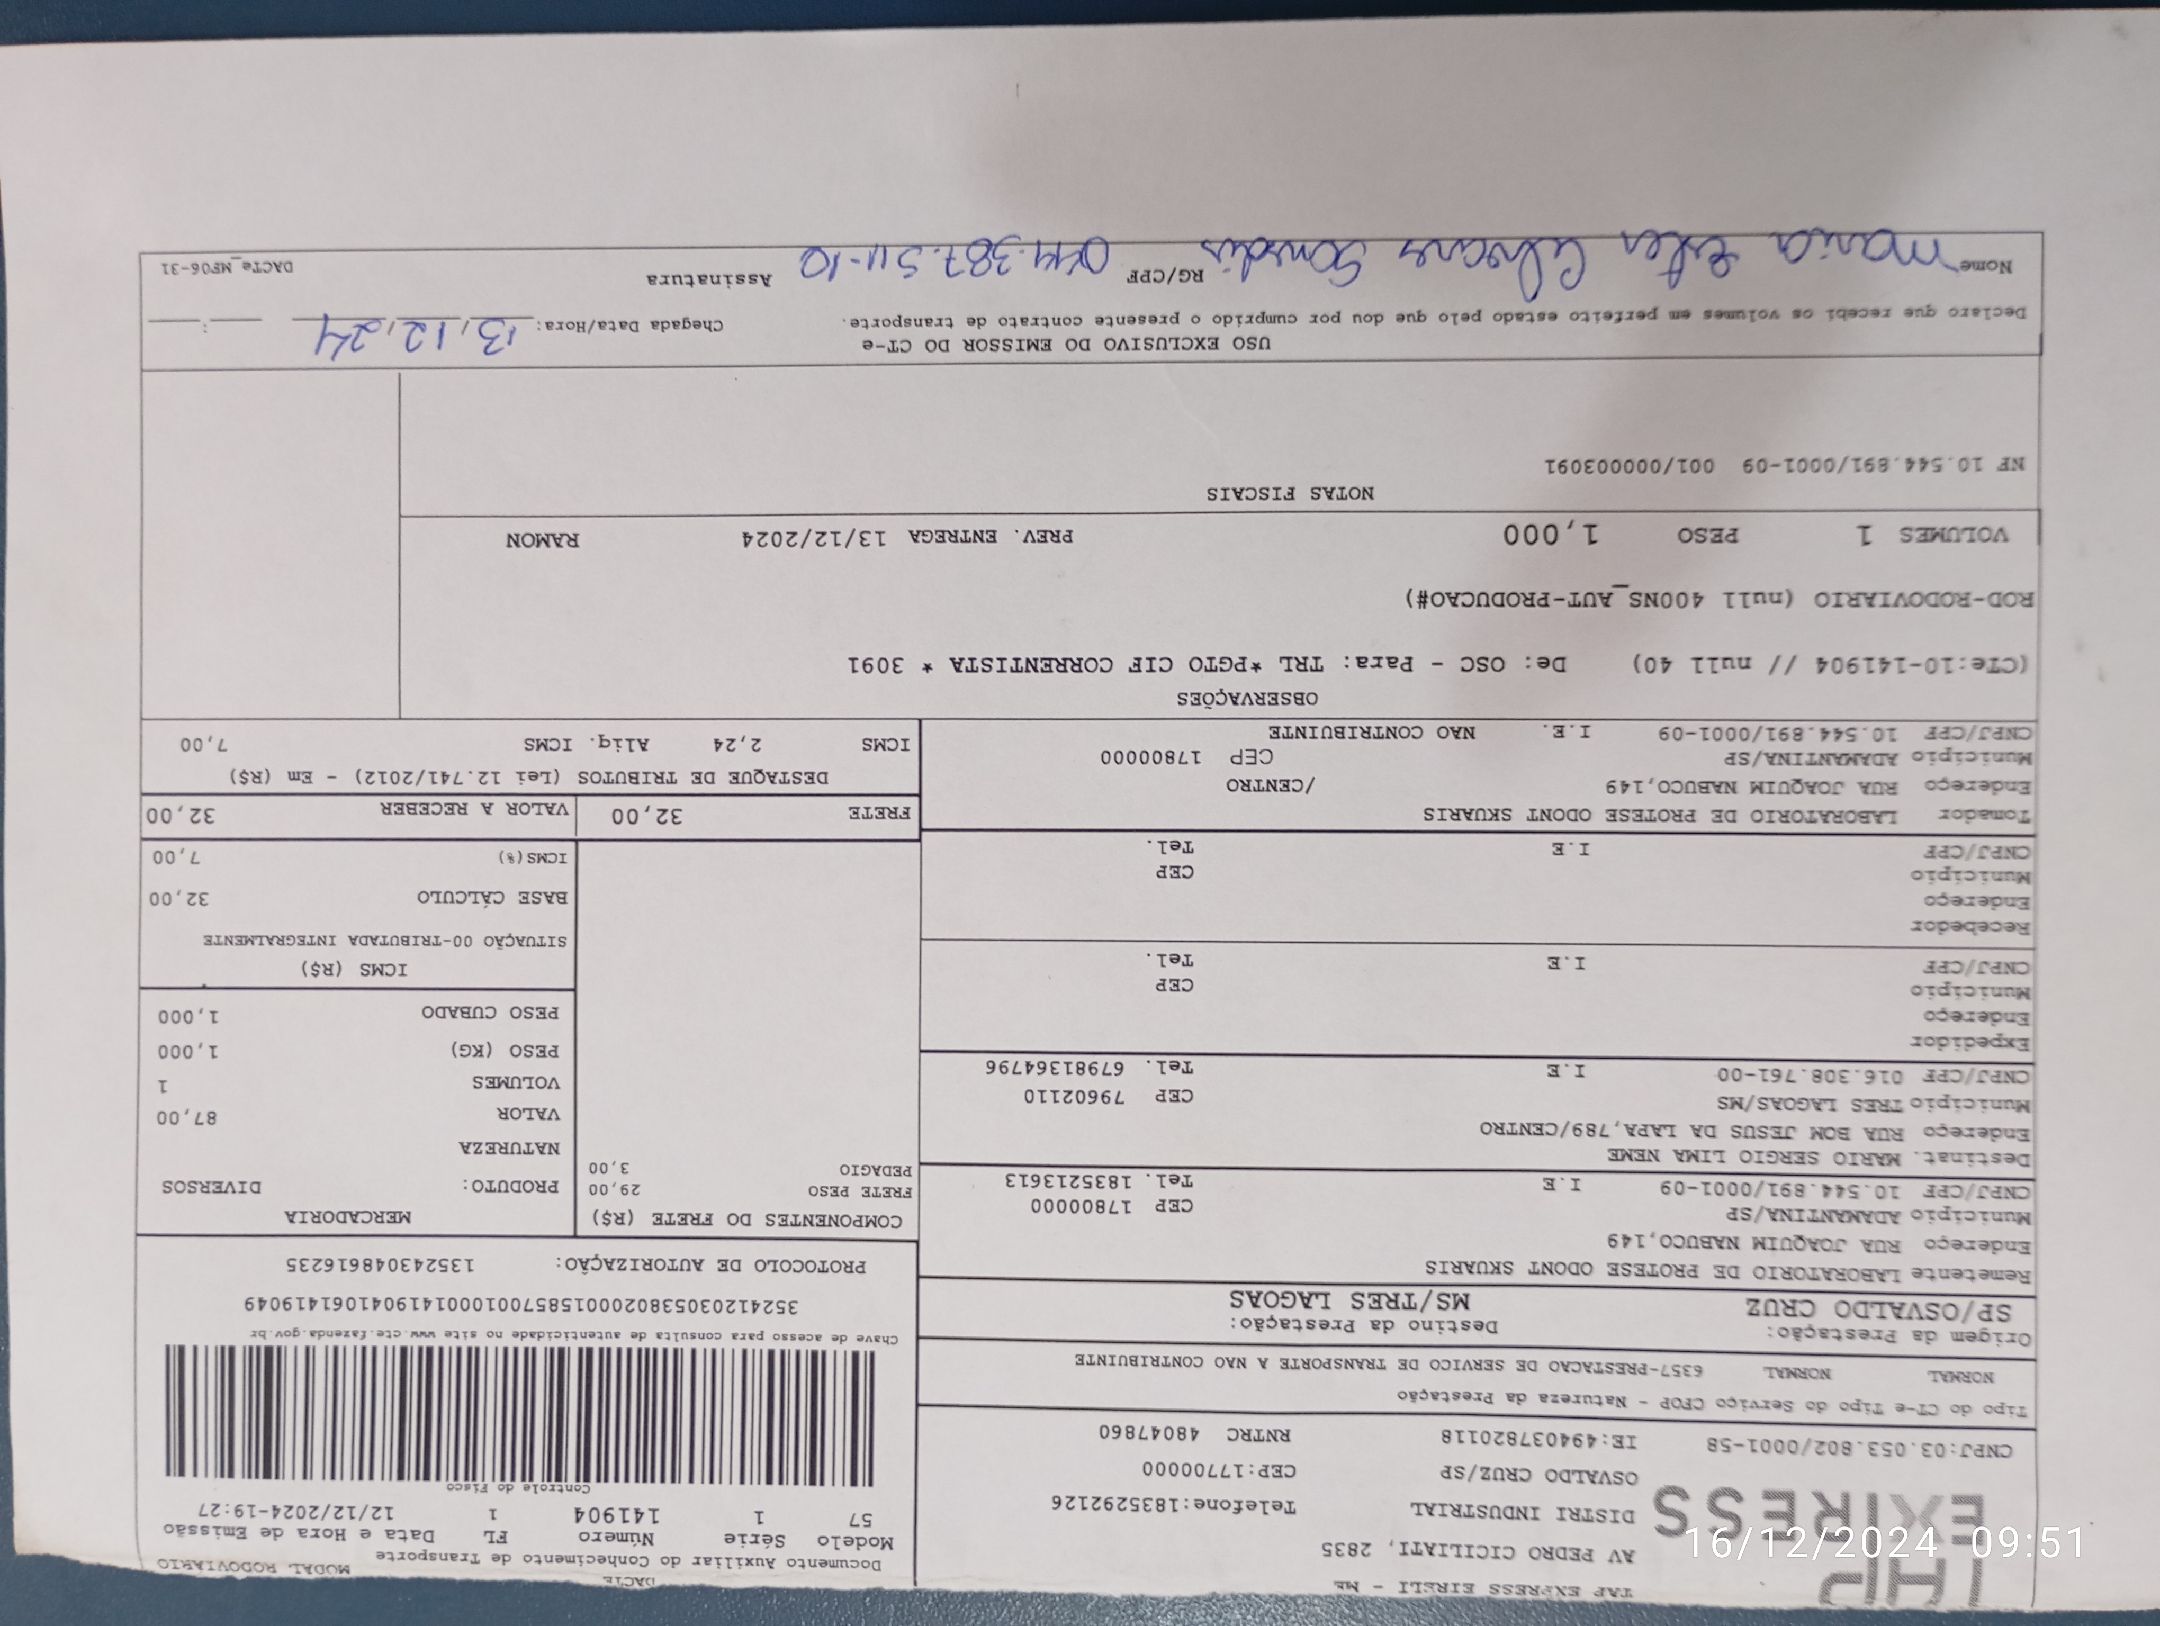 DACTE
MODAL RODOVIARIO
Documento Auxiliar do Conhecimento de Transporte
Modelo Série Número FL Data e Hora de Emissão
57 1 141904 1 12/12/2024-19:27
Controle do Fisco
Chave de acesso para consulta de autenticidade no site www.cte.fazenda.gov.br
35241203053802000158570010001419041061419049
PROTOCOLO DE AUTORIZAÇÃO: 135243048616235
TAP EXPRESS EIRELI - ME
AV PEDRO CICILIATI, 2835
DISTRI INDUSTRIAL Telefone:1835292126
OSVALDO CRUZ/SP CEP:17700000
CNPJ:03.053.802/0001-58 IE:494037820118 RNTRC 48047860
Tipo do CT-e Tipo do Serviço CFOP - Natureza da Prestação
NORMAL NORMAL 6357-PRESTACAO DE SERVICO DE TRANSPORTE A NAO CONTRIBUINTE
Origem da Prestação: Destino da Prestação:
SP/OSVALDO CRUZ MS/TRES LAGOAS
Remetente LABORATORIO DE PROTESE ODONT SKUARIS
Endereço RUA JOAQUIM NABUCO,149
Municipio ADAMANTINA/SP CEP 17800000
CNPJ/CPF 10.544.891/0001-09 I.E Tel. 1835213613
Destinat. MARIO SERGIO LIMA NEME
Endereço RUA BOM JESUS DA LAPA,789/CENTRO
Municipio TRES LAGOAS/MS CEP 79602110
CNPJ/CPF 016.308.761-00 I.E Tel. 67981364796
Expedidor
Endereço
Municipio CEP
CNPJ/CPF I.E Tel.
Recebedor
Endereço
Municipio CEP
CNPJ/CPF I.E Tel.
Tomador LABORATORIO DE PROTESE ODONT SKUARIS
Endereço RUA JOAQUIM NABUCO,149 /CENTRO
Municipio ADAMANTINA/SP CEP 17800000
CNPJ/CPF 10.544.891/0001-09 I.E. NAO CONTRIBUINTE
COMPONENTES DO FRETE (R$)
FRETE PESO 29,00
PEDAGIO 3,00
MERCADORIA
PRODUTO: DIVERSOS
NATUREZA
VALOR 87,00
VOLUMES 1
PESO (KG) 1,000
PESO CUBADO 1,000
ICMS (R$)
SITUAÇÃO 00-TRIBUTADA INTEGRALMENTE
BASE CÁLCULO 32,00
ICMS(%) 7,00
FRETE 32,00 VALOR A RECEBER 32,00
DESTAQUE DE TRIBUTOS (Lei 12.741/2012) - Em (R$)
ICMS 2,24 Aliq. ICMS 7,00
OBSERVAÇÕES
(CTe:10-141904 // null 40) De: OSC - Para: TRL *PGTO CIF CORRENTISTA * 3091
ROD-RODOVIARIO (null 400NS_AUT-PRODUCAO#)
VOLUMES 1 PESO 1,000 PREV. ENTREGA 13/12/2024 RAMON
NOTAS FISCAIS
NF 10.544.891/0001-09 001/000003091
USO EXCLUSIVO DO EMISSOR DO CT-e
Declaro que recebi os volumes em perfeito estado pelo que dou por cumprido o presente contrato de transporte. Chegada Data/Hora: 13/12/24 :
Nome Maria Ester RG/CPF Assinatura DACTe_MF06-31
16/12/2024 09:51